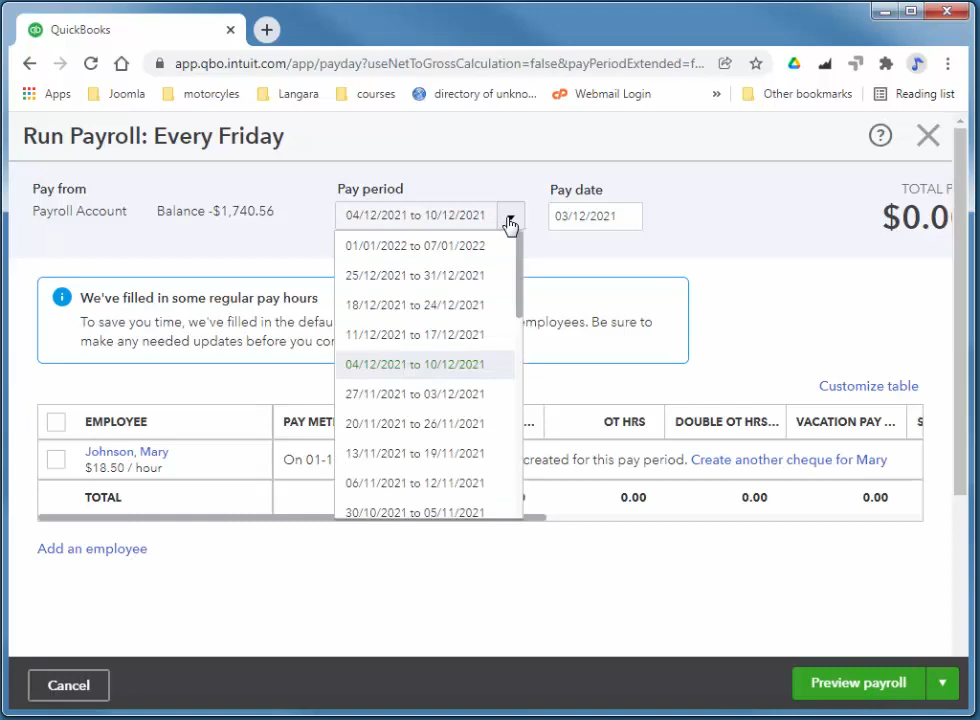 QuickBooks
app.qbo.intuit.com/app/payday?useNetToGrossCalculation=false&payPeriodExtended=f...
Apps Joomla motorcyles Langara courses directory of unkno... Webmail Login » Other bookmarks Reading list
Run Payroll: Every Friday
Pay from Pay period Pay date TOTAL P
Payroll Account Balance -$1,740.56 04/12/2021 to 10/12/2021 03/12/2021 $0.0
01/01/2022 to 07/01/2022
25/12/2021 to 31/12/2021
We've filled in some regular pay hours
18/12/2021 to 24/12/2021
To save you time, we've filled in the defau employees. Be sure to
11/12/2021 to 17/12/2021
make any needed updates before you con
04/12/2021 to 10/12/2021
Customize table
27/11/2021 to 03/12/2021
EMPLOYEE PAY MET ... OT HRS DOUBLE OT HRS... VACATION PAY ... S
20/11/2021 to 26/11/2021
Johnson, Mary
$18.50 / hour
On 01-1 created for this pay period. Create another cheque for Mary
13/11/2021 to 19/11/2021
06/11/2021 to 12/11/2021
TOTAL 0.00 0.00 0.00
30/10/2021 to 05/11/2021
Add an employee
Cancel Preview payroll